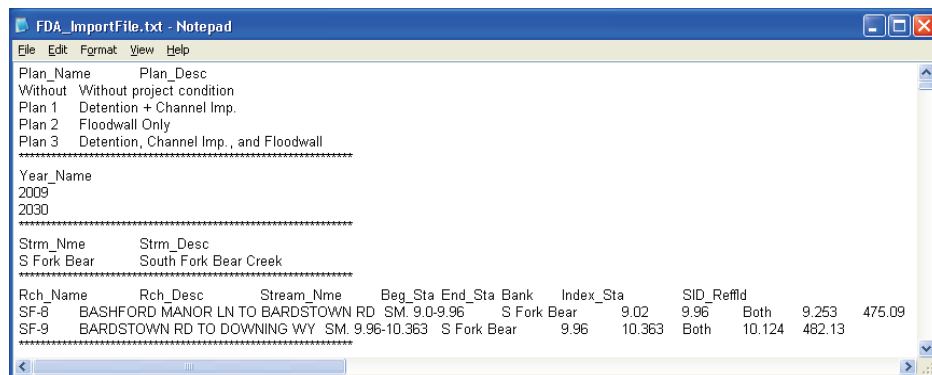 FDA_ImportFile.txt - Notepad
File Edit Format View Help
Plan_Name Plan_Desc
Without Without project condition
Plan 1 Detention + Channel Imp.
Plan 2 Floodwall Only
Plan 3 Detention, Channel Imp., and Floodwall
************************************************************
Year_Name
2009
2030
************************************************************
Strm_Nme Strm_Desc
S Fork Bear South Fork Bear Creek
************************************************************
Rch_Name Rch_Desc Stream_Nme Beg_Sta End_Sta Bank Index_Sta SID_Reffld
SF-8 BASHFORD MANOR LN TO BARDSTOWN RD SM. 9.0-9.96 S Fork Bear 9.02 9.96 Both 9.253 475.09
SF-9 BARDSTOWN RD TO DOWNING WY SM. 9.96-10.363 S Fork Bear 9.96 10.363 Both 10.124 482.13
************************************************************